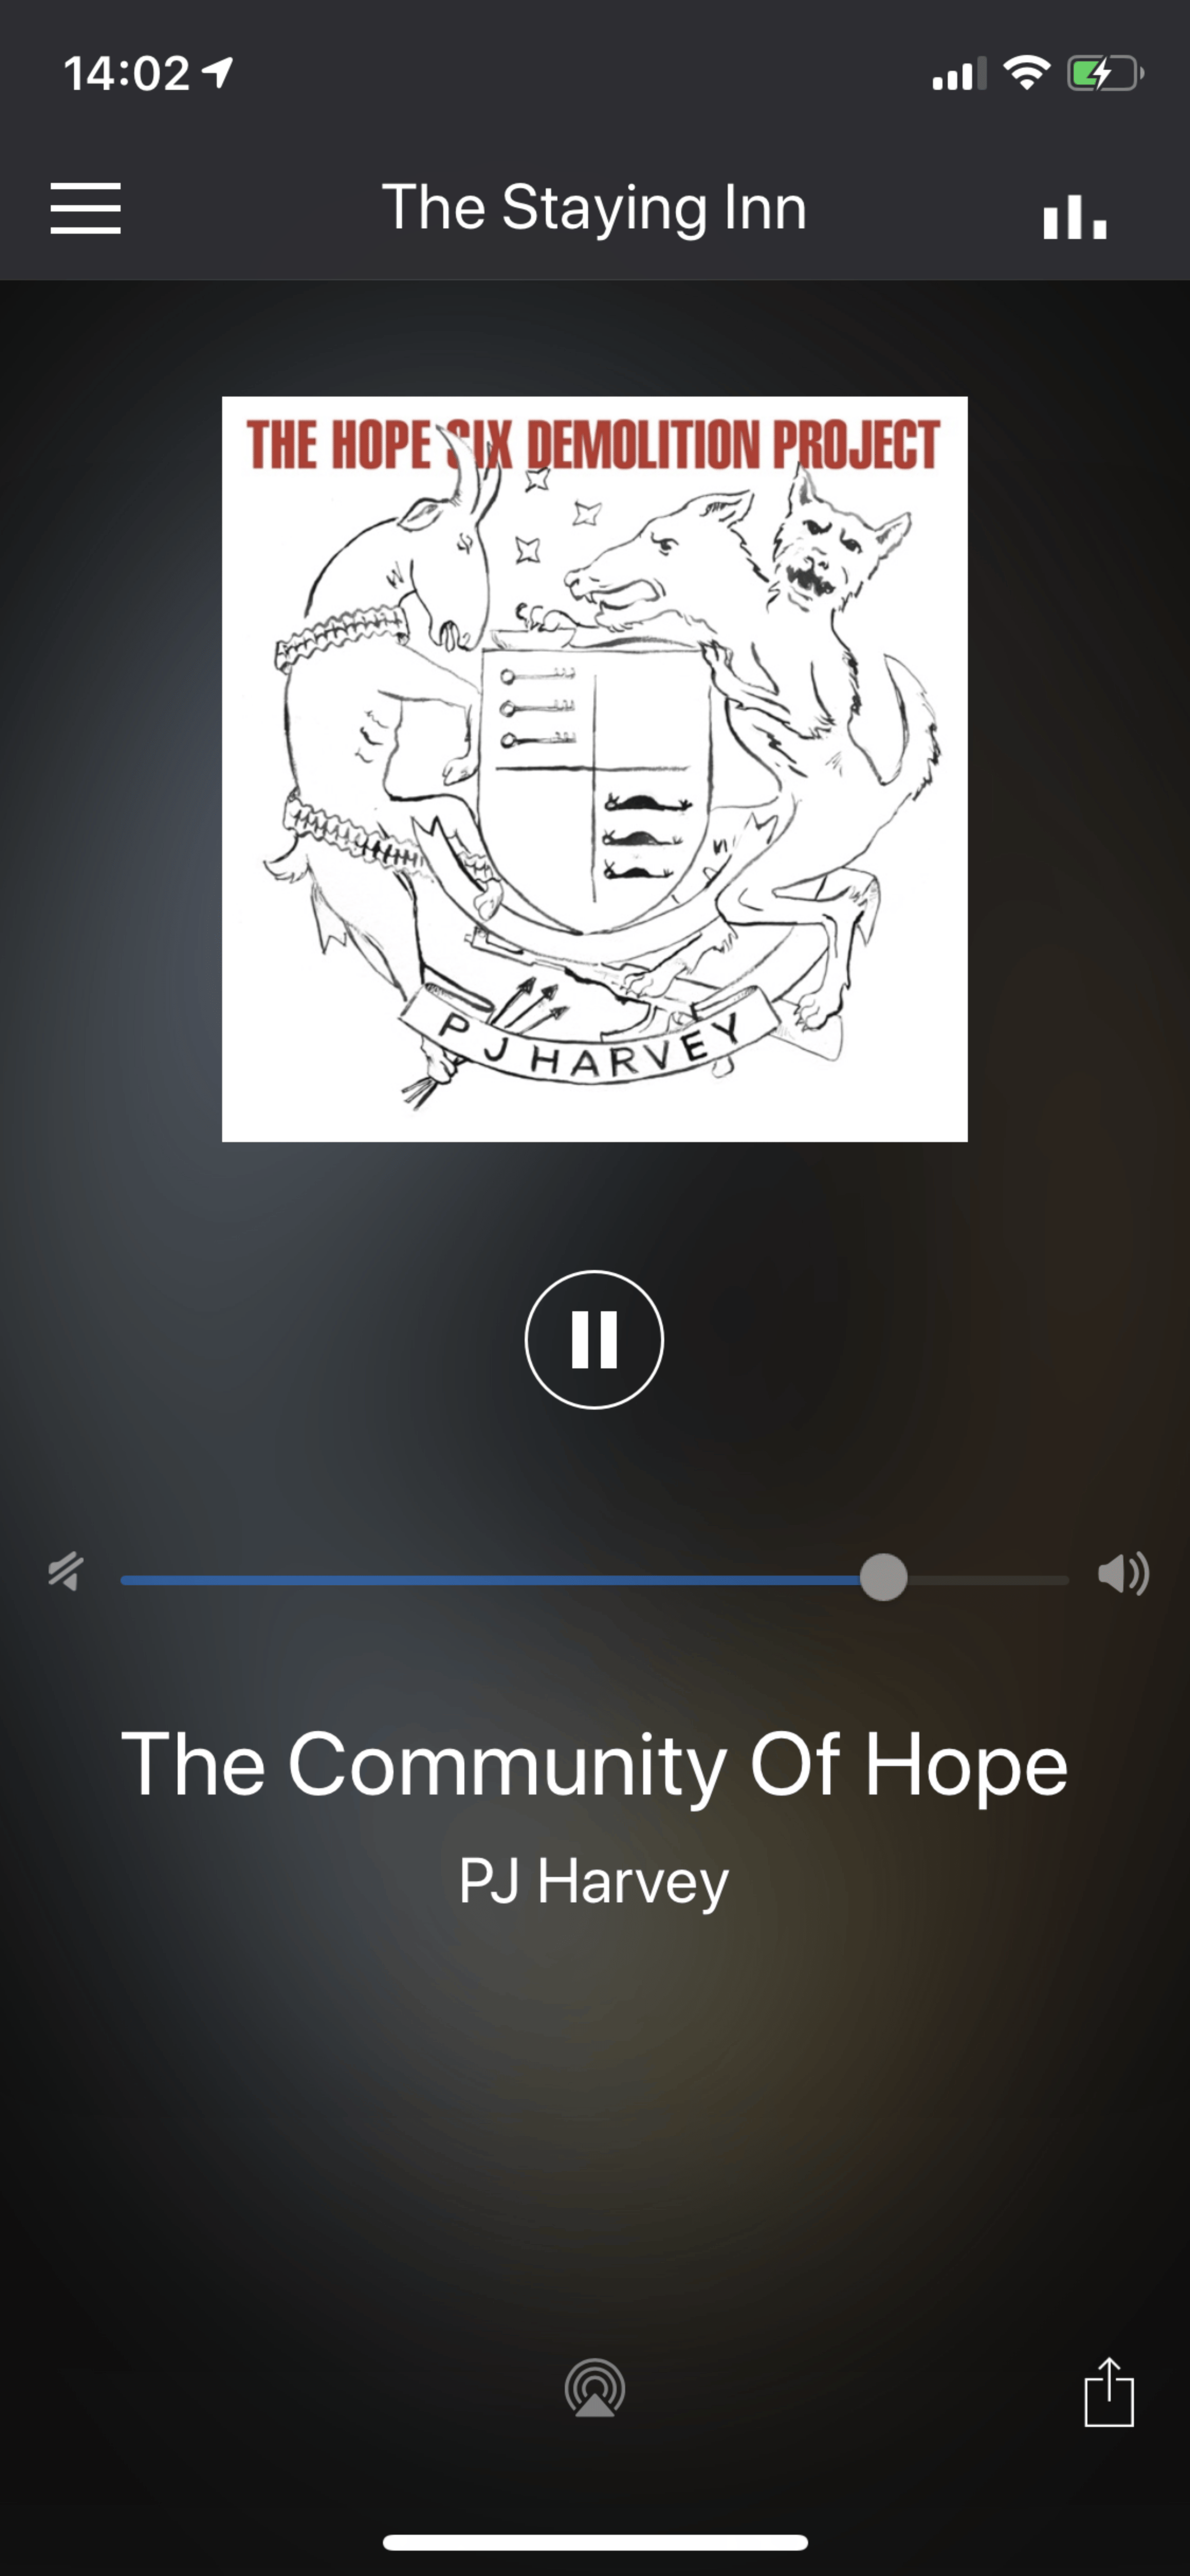 14:02
The Staying Inn
THE HOPE SIX DEMOLITION PROJECT
PJ HARVEY
The Community Of Hope
PJ Harvey